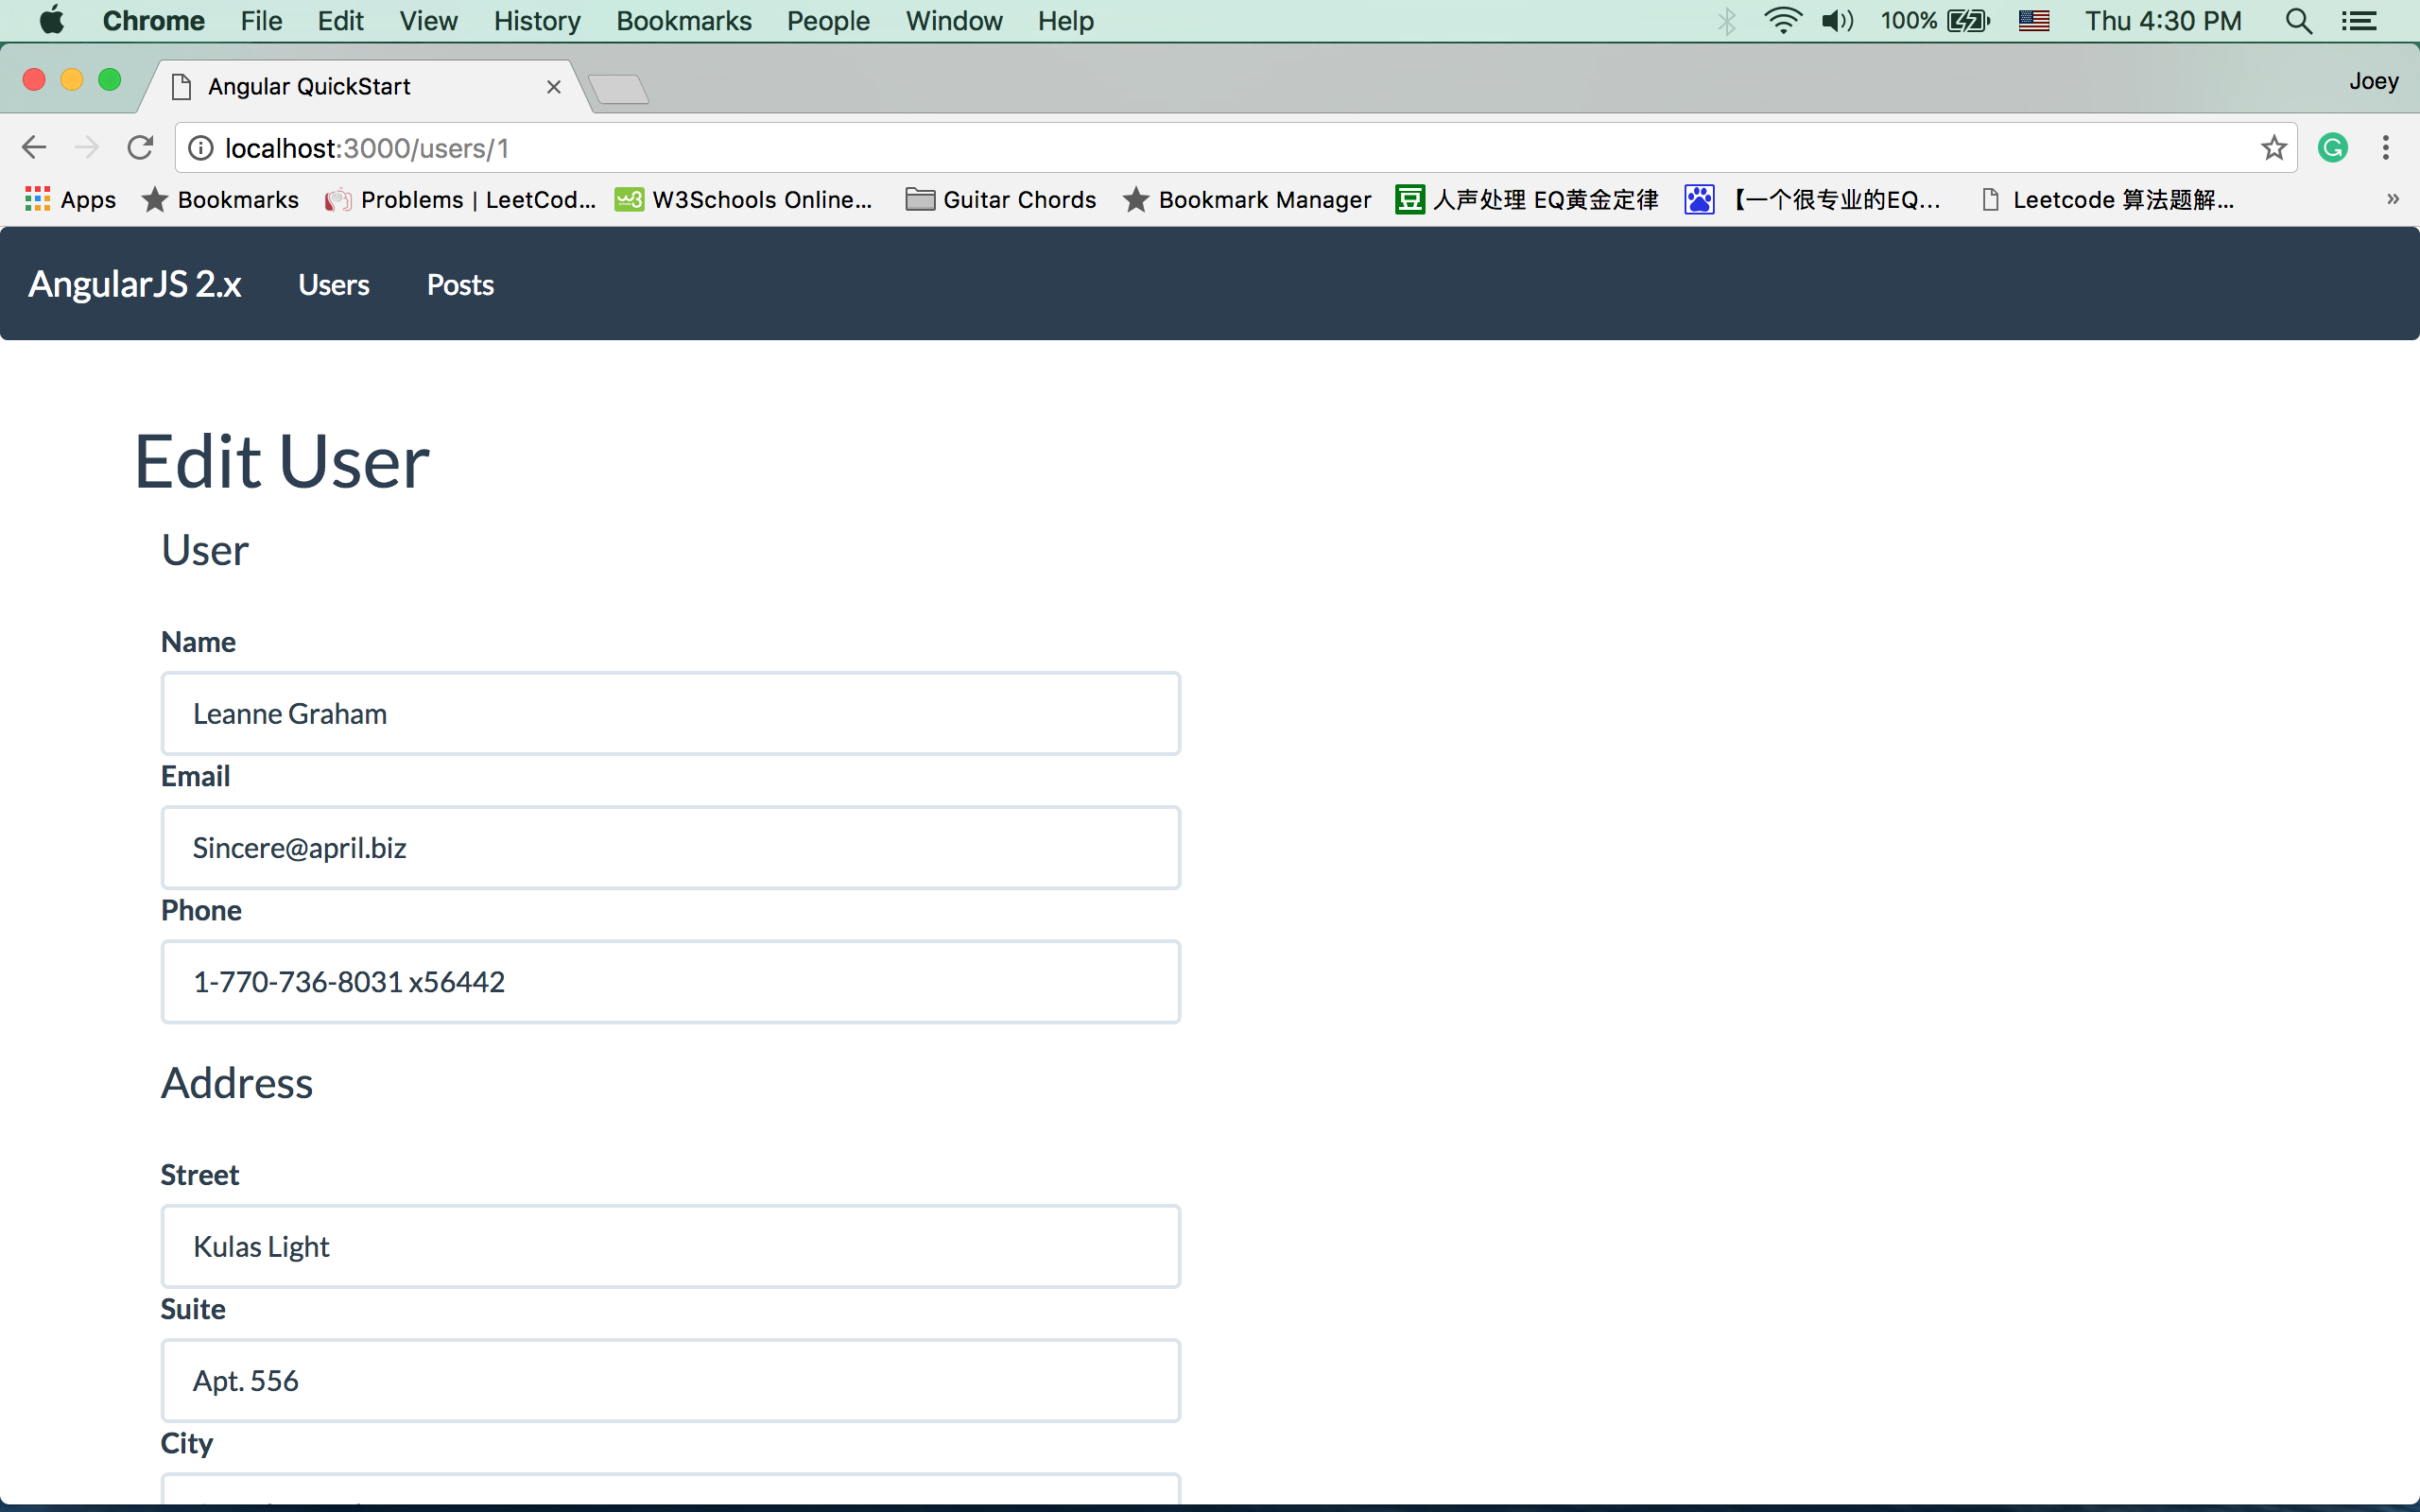 Chrome File Edit View History Bookmarks People Window Help 100% Thu 4:30 PM
Angular QuickStart Joey
localhost:3000/users/1
Apps Bookmarks Problems | LeetCod... W3Schools Online... Guitar Chords Bookmark Manager 人声处理 EQ黄金定律 【一个很专业的EQ... Leetcode 算法题解... »
AngularJS 2.x Users Posts
Edit User
User
Name
Leanne Graham
Email
Sincere@april.biz
Phone
1-770-736-8031 x56442
Address
Street
Kulas Light
Suite
Apt. 556
City